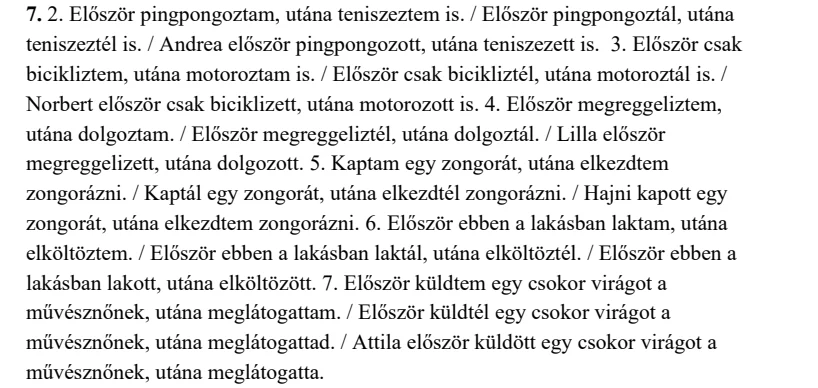 7. 2. Először pingpongoztam, utána teniszeztem is. / Először pingpongoztál, utána
teniszeztél is. / Andrea először pingpongozott, utána teniszezett is. 3. Először csak
bicikliztem, utána motoroztam is. / Először csak bicikliztél, utána motoroztál is. /
Norbert először csak biciklizett, utána motorozott is. 4. Először megreggeliztem,
utána dolgoztam. / Először megreggeliztél, utána dolgoztál. / Lilla először
megreggelizett, utána dolgozott. 5. Kaptam egy zongorát, utána elkezdtem
zongorázni. / Kaptál egy zongorát, utána elkezdtél zongorázni. / Hajni kapott egy
zongorát, utána elkezdtem zongorázni. 6. Először ebben a lakásban laktam, utána
elköltöztem. / Először ebben a lakásban laktál, utána elköltöztél. / Először ebben a
lakásban lakott, utána elköltözött. 7. Először küldtem egy csokor virágot a
művésznőnek, utána meglátogattam. / Először küldtél egy csokor virágot a
művésznőnek, utána meglátogattad. / Attila először küldött egy csokor virágot a
művésznőnek, utána meglátogatta.